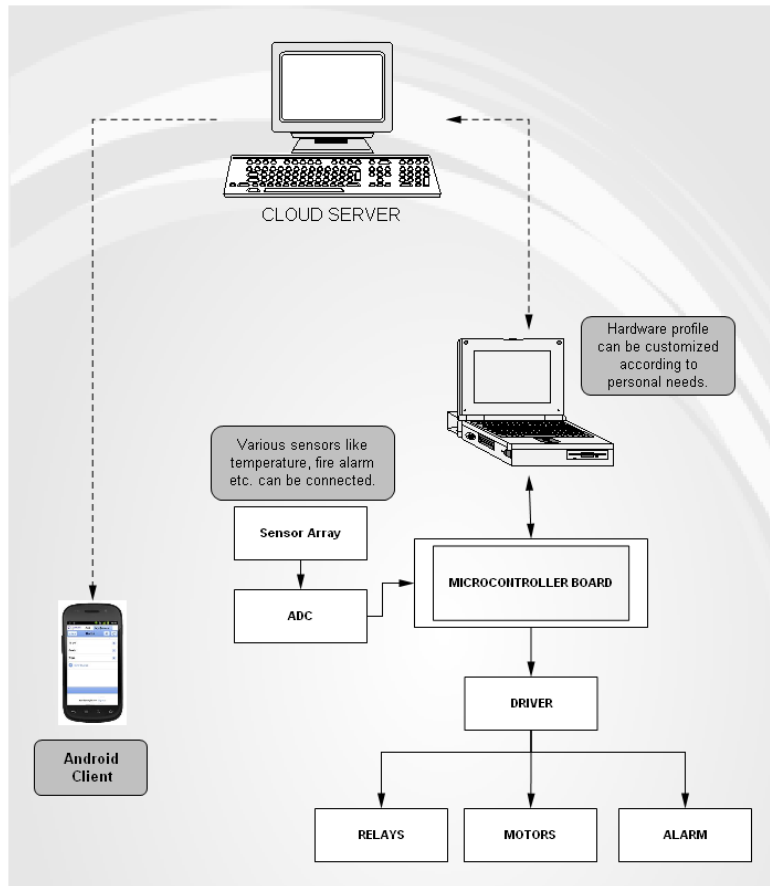 CLOUD SERVER
Hardware profile
can be customized
according to
personal needs.
Various sensors like
temperature, fire alarm
etc. can be connected.
Sensor Array
MICROCONTROLLER BOARD
ADC
DRIVER
Android
Client
RELAYS
MOTORS
ALARM